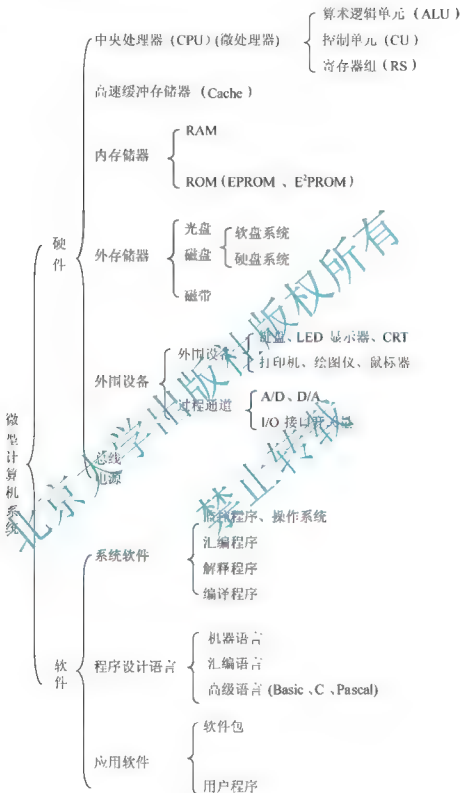 算术逻辑单元（ALU）
中央处理器（CPU）(微处理器)
控制单元（CU）
寄存器组（RS）
高速缓冲存储器（Cache）
RAM
内存储器
ROM（EPROM 、E²PROM）
硬件
光盘
软盘系统
外存储器
磁盘
硬盘系统
磁带
键盘、LED 显示器、CRT
外围设备
打印机、绘图仪、鼠标器
外围设备
过程通道
A/D、D/A
I/O 接口
微型计算机系统
总线
电源
程序、操作系统
系统软件
汇编程序
解释程序
编译程序
软件
机器语言
程序设计语言
汇编语言
高级语言 (Basic 、C 、Pascal)
软件包
应用软件
用户程序
北京大学出版社版权所有
禁止转载